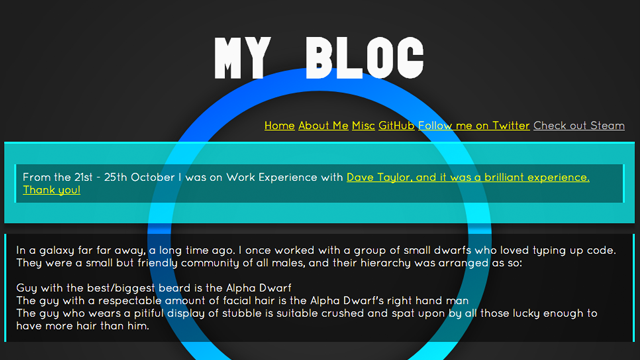 MY BLOG
Home About Me Misc GitHub Follow me on Twitter Check out Steam
From the 21st - 25th October I was on Work Experience with Dave Taylor, and it was a brilliant experience.
Thank you!
In a galaxy far far away, a long time ago. I once worked with a group of small dwarfs who loved typing up code.
They were a small but friendly community of all males, and their hierarchy was arranged as so:
Guy with the best/biggest beard is the Alpha Dwarf
The guy with a respectable amount of facial hair is the Alpha Dwarf's right hand man
The guy who wears a pitiful display of stubble is suitable crushed and spat upon by all those lucky enough to
have more hair than him.